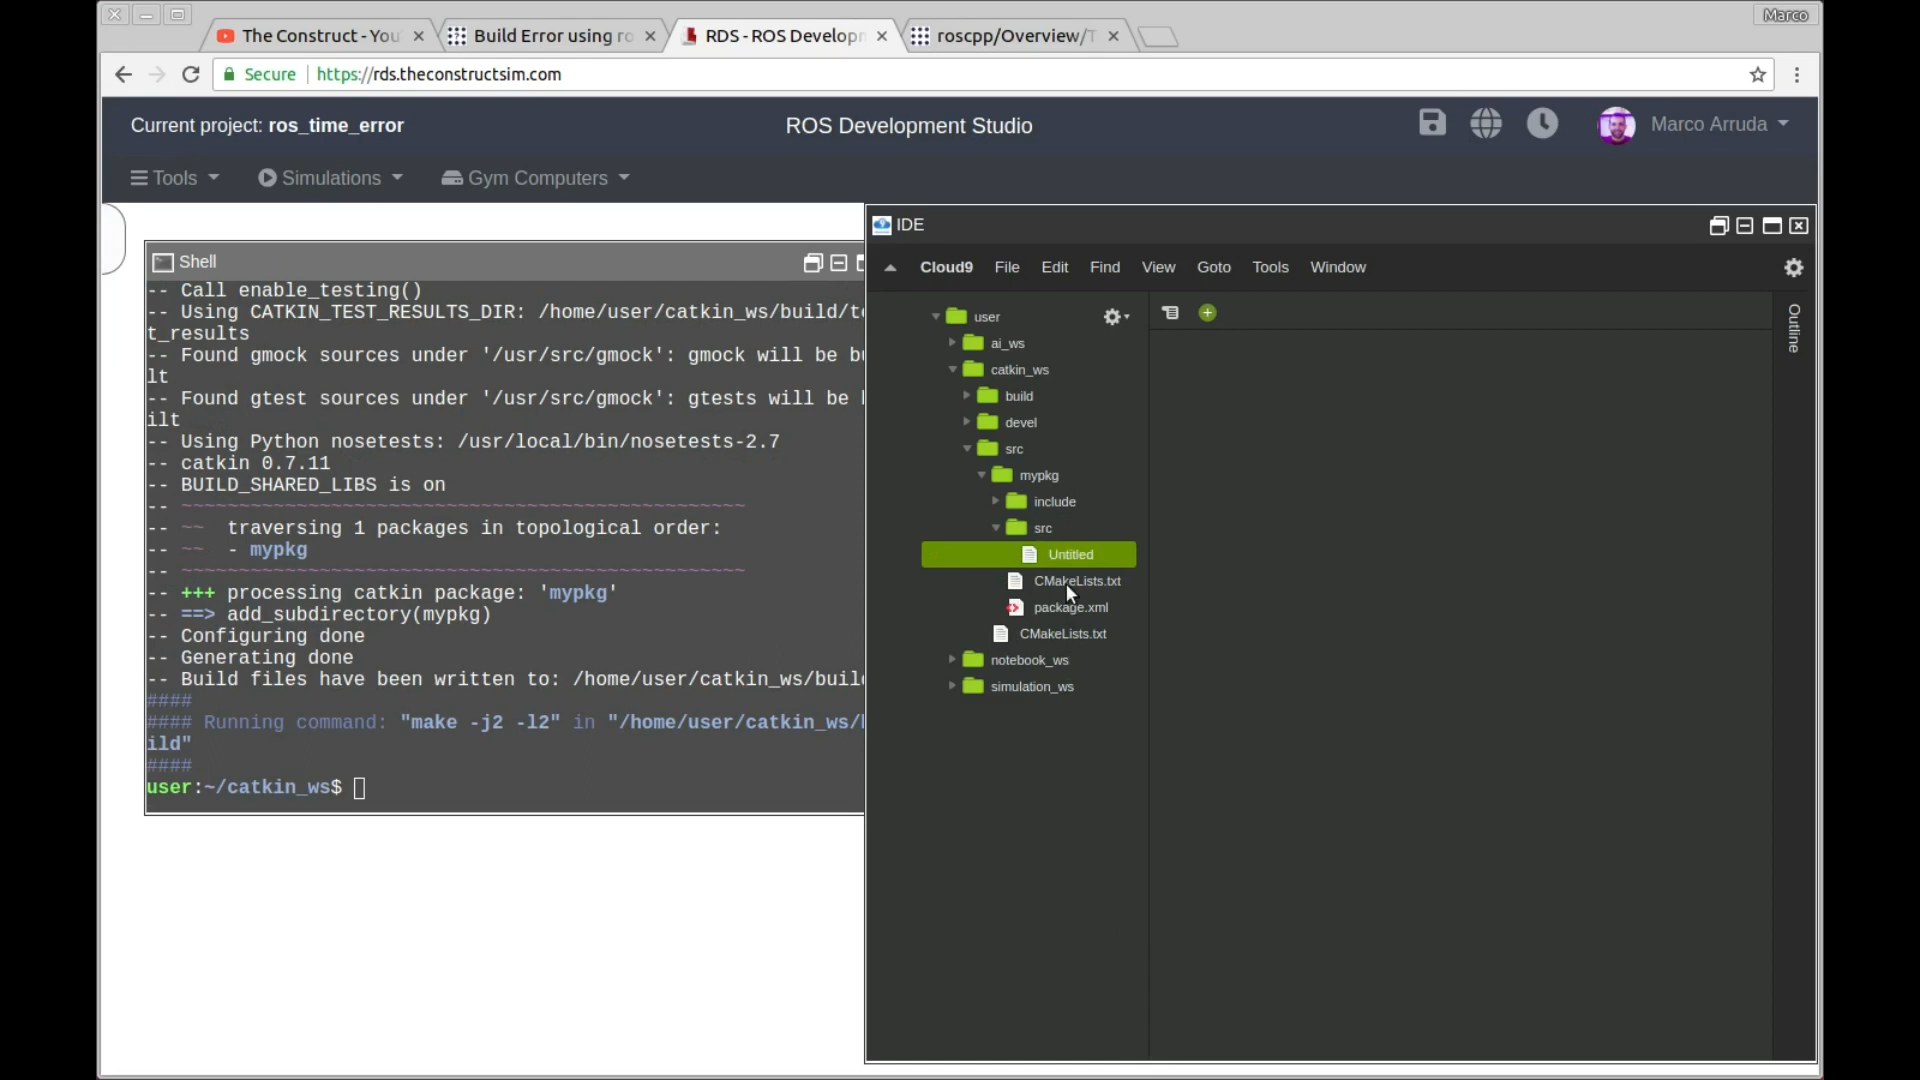 Marco
The Construct - You
Build Error using ro
RDS - ROS Developm
roscpp/Overview/T
Secure
https://rds.theconstructsim.com
Current project: ros_time_error
ROS Development Studio
Marco Arruda
Tools
Simulations
Gym Computers
Shell
-- Call enable_testing()
-- Using CATKIN_TEST_RESULTS_DIR: /home/user/catkin_ws/build/te
t_results
-- Found gmock sources under '/usr/src/gmock': gmock will be bu
lt
-- Found gtest sources under '/usr/src/gmock': gtests will be b
ilt
-- Using Python nosetests: /usr/local/bin/nosetests-2.7
-- catkin 0.7.11
-- BUILD_SHARED_LIBS is on
-- ~~~~~~~~~~~~~~~~~~~~~~~~~~~~~~~~~~~~~~~~~~~~~~~~~
-- ~~  traversing 1 packages in topological order:
-- ~~  - mypkg
-- ~~~~~~~~~~~~~~~~~~~~~~~~~~~~~~~~~~~~~~~~~~~~~~~~~
-- +++ processing catkin package: 'mypkg'
-- ==> add_subdirectory(mypkg)
-- Configuring done
-- Generating done
-- Build files have been written to: /home/user/catkin_ws/build
####
#### Running command: "make -j2 -l2" in "/home/user/catkin_ws/b
ild"
####
user:~/catkin_ws$
IDE
Cloud9 File Edit Find View Goto Tools Window
user
ai_ws
catkin_ws
build
devel
src
mypkg
include
src
Untitled
CMakeLists.txt
package.xml
CMakeLists.txt
notebook_ws
simulation_ws
Outline